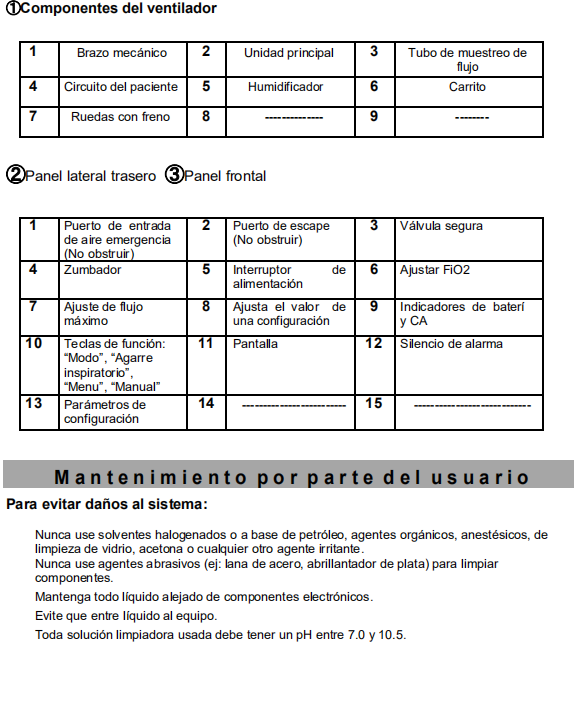 ①Componentes del ventilador
1 Brazo mecánico 2 Unidad principal 3 Tubo de muestreo de
flujo
4 Circuito del paciente 5 Humidificador 6 Carrito
7 Ruedas con freno 8 -------------- 9 --------
②Panel lateral trasero ③Panel frontal
1 Puerto de entrada 2 Puerto de escape 3 Válvula segura
de aire emergencia (No obstruir)
(No obstruir)
4 Zumbador 5 Interruptor de 6 Ajustar FiO2
alimentación
7 Ajuste de flujo 8 Ajusta el valor de 9 Indicadores de baterí
máximo una configuración y CA
10 Teclas de función: 11 Pantalla 12 Silencio de alarma
“Modo”, “Agarre
inspiratorio”,
“Menu”, “Manual”
13 Parámetros de 14 ------------------------- 15 ----------------------------
configuración
Mantenimiento por parte del usuario
Para evitar daños al sistema:
Nunca use solventes halogenados o a base de petróleo, agentes orgánicos, anestésicos, de
limpieza de vidrio, acetona o cualquier otro agente irritante.
Nunca use agentes abrasivos (ej: lana de acero, abrillantador de plata) para limpiar
componentes.
Mantenga todo líquido alejado de componentes electrónicos.
Evite que entre líquido al equipo.
Toda solución limpiadora usada debe tener un pH entre 7.0 y 10.5.